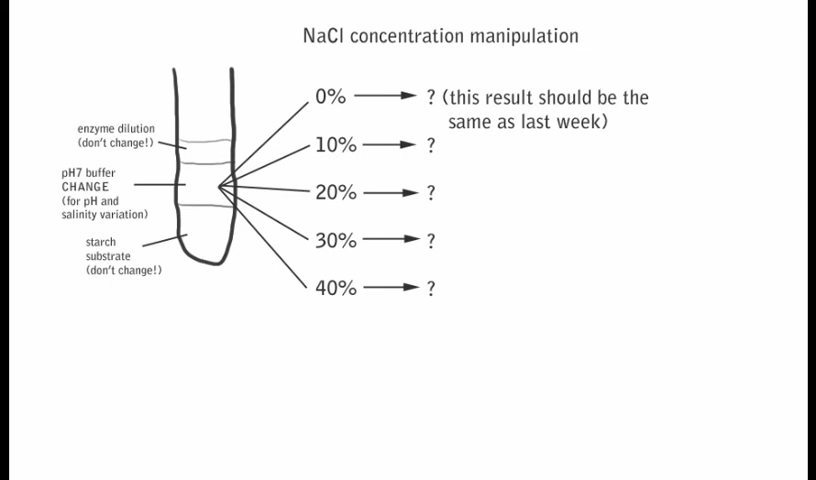 NaCl concentration manipulation
enzyme dilution
(don't change!)
pH7 buffer
CHANGE
(for pH and
salinity variation)
starch
substrate
(don't change!)
0% ? (this result should be the
same as last week)
10% ?
20% ?
30% ?
40% ?